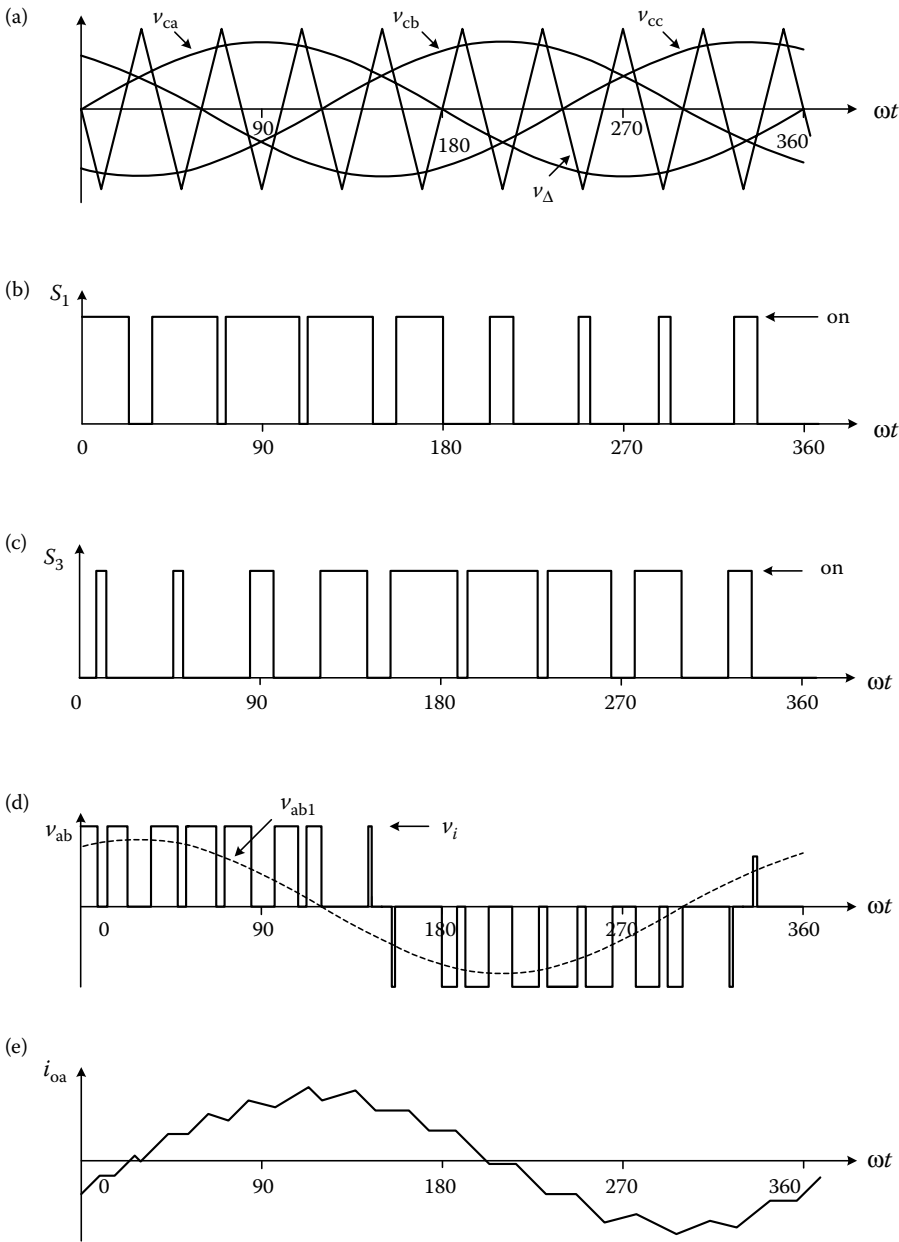 (a)
v_ca v_cb v_cc
90 180 270 360 ωt
v_Δ
(b)
S_1
on
0 90 180 270 360 ωt
(c)
S_3
on
0 90 180 270 360 ωt
(d)
v_ab v_ab1 v_i
0 90 180 270 360 ωt
(e)
i_oa
0 90 180 270 360 ωt